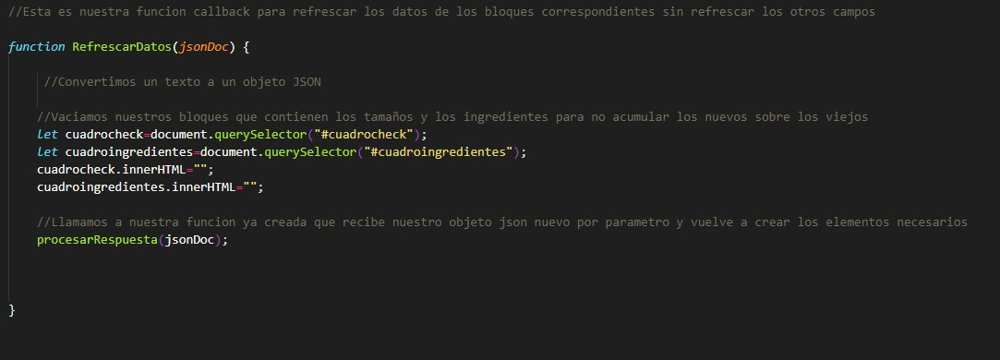 //Esta es nuestra funcion callback para refrescar los datos de los bloques correspondientes sin refrescar los otros campos
function RefrescarDatos(jsonDoc) {
//Convertimos un texto a un objeto JSON
//Vaciamos nuestros bloques que contienen los tamaños y los ingredientes para no acumular los nuevos sobre los viejos
let cuadrocheck=document.querySelector("#cuadrocheck");
let cuadroingredientes=document.querySelector("#cuadroingredientes");
cuadrocheck.innerHTML="";
cuadroingredientes.innerHTML="";
//Llamamos a nuestra funcion ya creada que recibe nuestro objeto json nuevo por parametro y vuelve a crear los elementos necesarios
procesarRespuesta(jsonDoc);
}